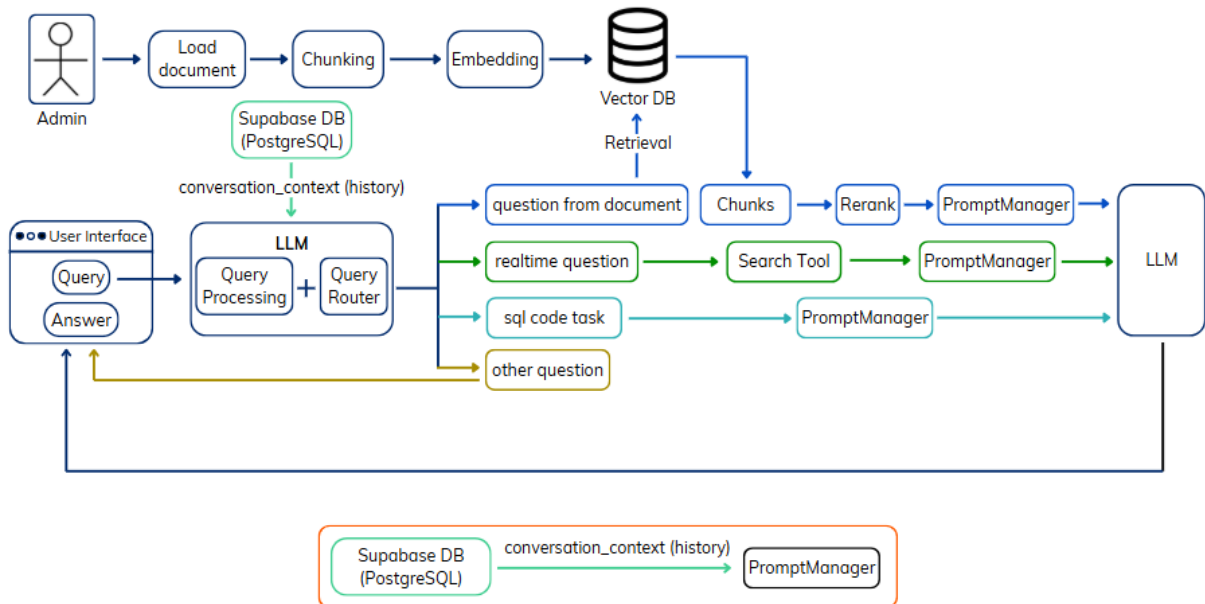 Load
document
Chunking
Embedding
Vector DB
Admin
Supabase DB
(PostgreSQL)
Retrieval
conversation_context (history)
question from document
Chunks
Rerank
PromptManager
User Interface
LLM
Query
Query
Processing
+
Query
Router
realtime question
Search Tool
PromptManager
LLM
Answer
sql code task
PromptManager
other question
Supabase DB
(PostgreSQL)
conversation_context (history)
PromptManager